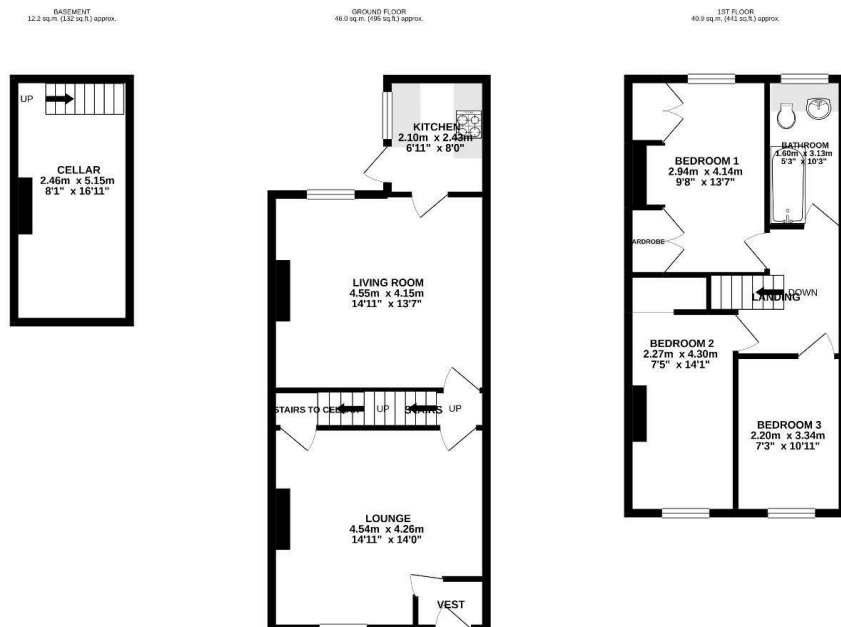 BASEMENT
12.2 sq.m. (132 sq.ft.) approx.
GROUND FLOOR
46.0 sq.m. (495 sq.ft.) approx.
1ST FLOOR
40.9 sq.m. (441 sq.ft.) approx.
UP
CELLAR
2.46m x 5.15m
8'1" x 16'11"
KITCHEN
2.10m x 2.43m
6'11" x 8'0"
LIVING ROOM
4.55m x 4.15m
14'11" x 13'7"
STAIRS TO
UP
STAIRS
UP
LOUNGE
4.54m x 4.26m
14'11" x 14'0"
VEST
BATHROOM
1.60m x 3.13m
5'3" x 10'3"
BEDROOM 1
2.94m x 4.14m
9'8" x 13'7"
ARDROBE
DOWN
LANDING
BEDROOM 2
2.27m x 4.30m
7'5" x 14'1"
BEDROOM 3
2.20m x 3.34m
7'3" x 10'11"